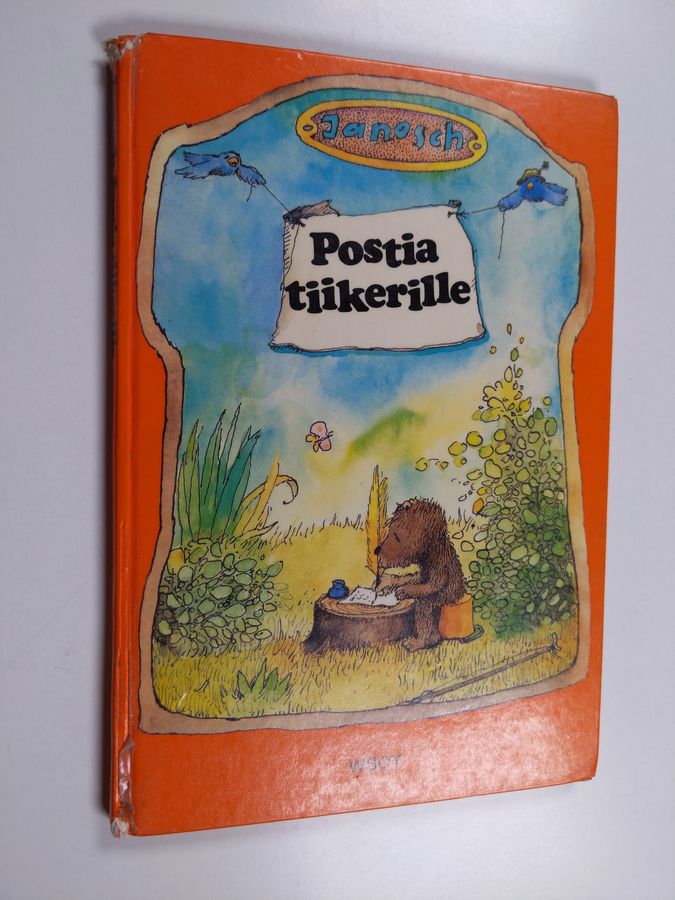 Janosch
Postia
tiikerille
WSOY